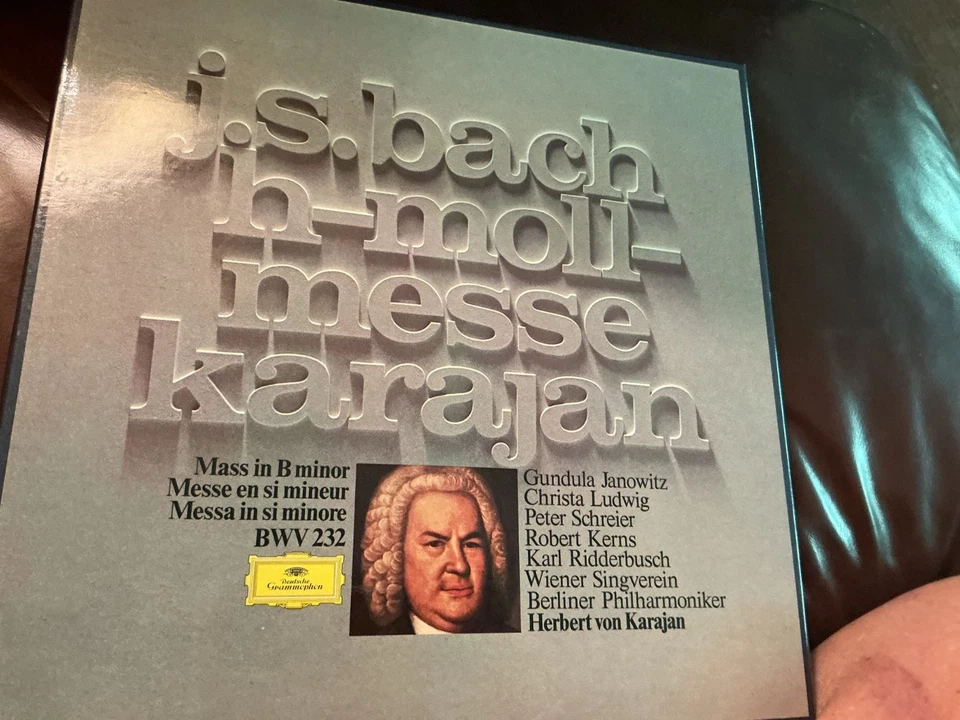 j.s.bach
h-moll-
messe
karajan
Mass in B minor
Messe en si mineur
Messa in si minore
BWV 232
Deutsche
Grammophon
Gundula Janowitz
Christa Ludwig
Peter Schreier
Robert Kerns
Karl Ridderbusch
Wiener Singverein
Berliner Philharmoniker
Herbert von Karajan